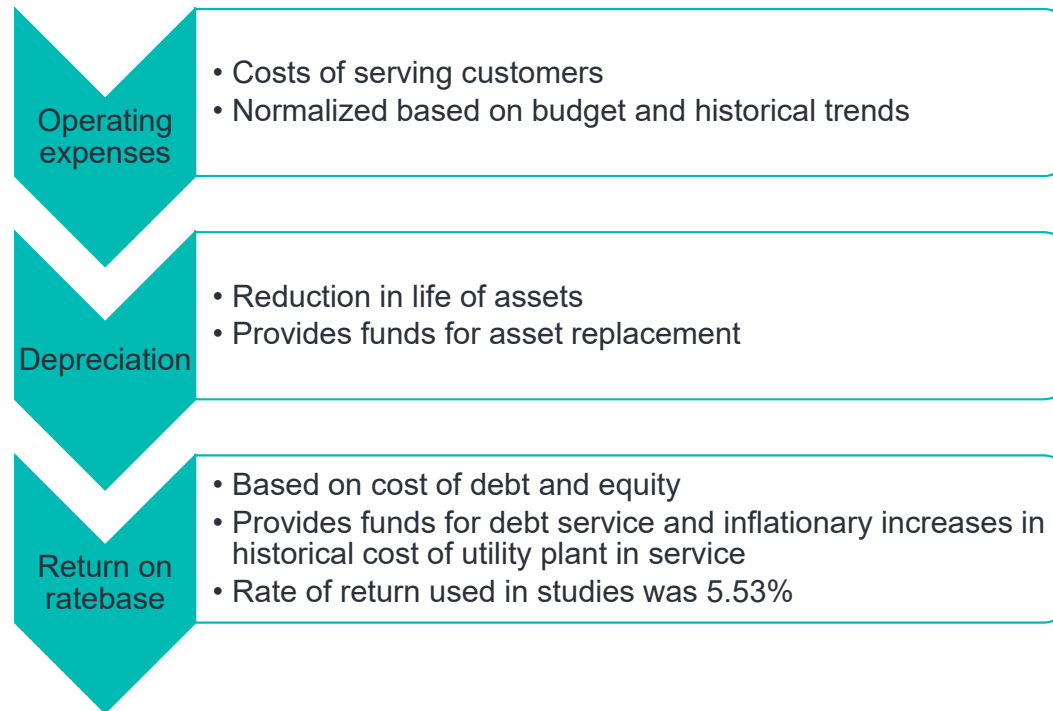 Operating
expenses
• Costs of serving customers
• Normalized based on budget and historical trends
Depreciation
• Reduction in life of assets
• Provides funds for asset replacement
Return on
ratebase
• Based on cost of debt and equity
• Provides funds for debt service and inflationary increases in
historical cost of utility plant in service
• Rate of return used in studies was 5.53%